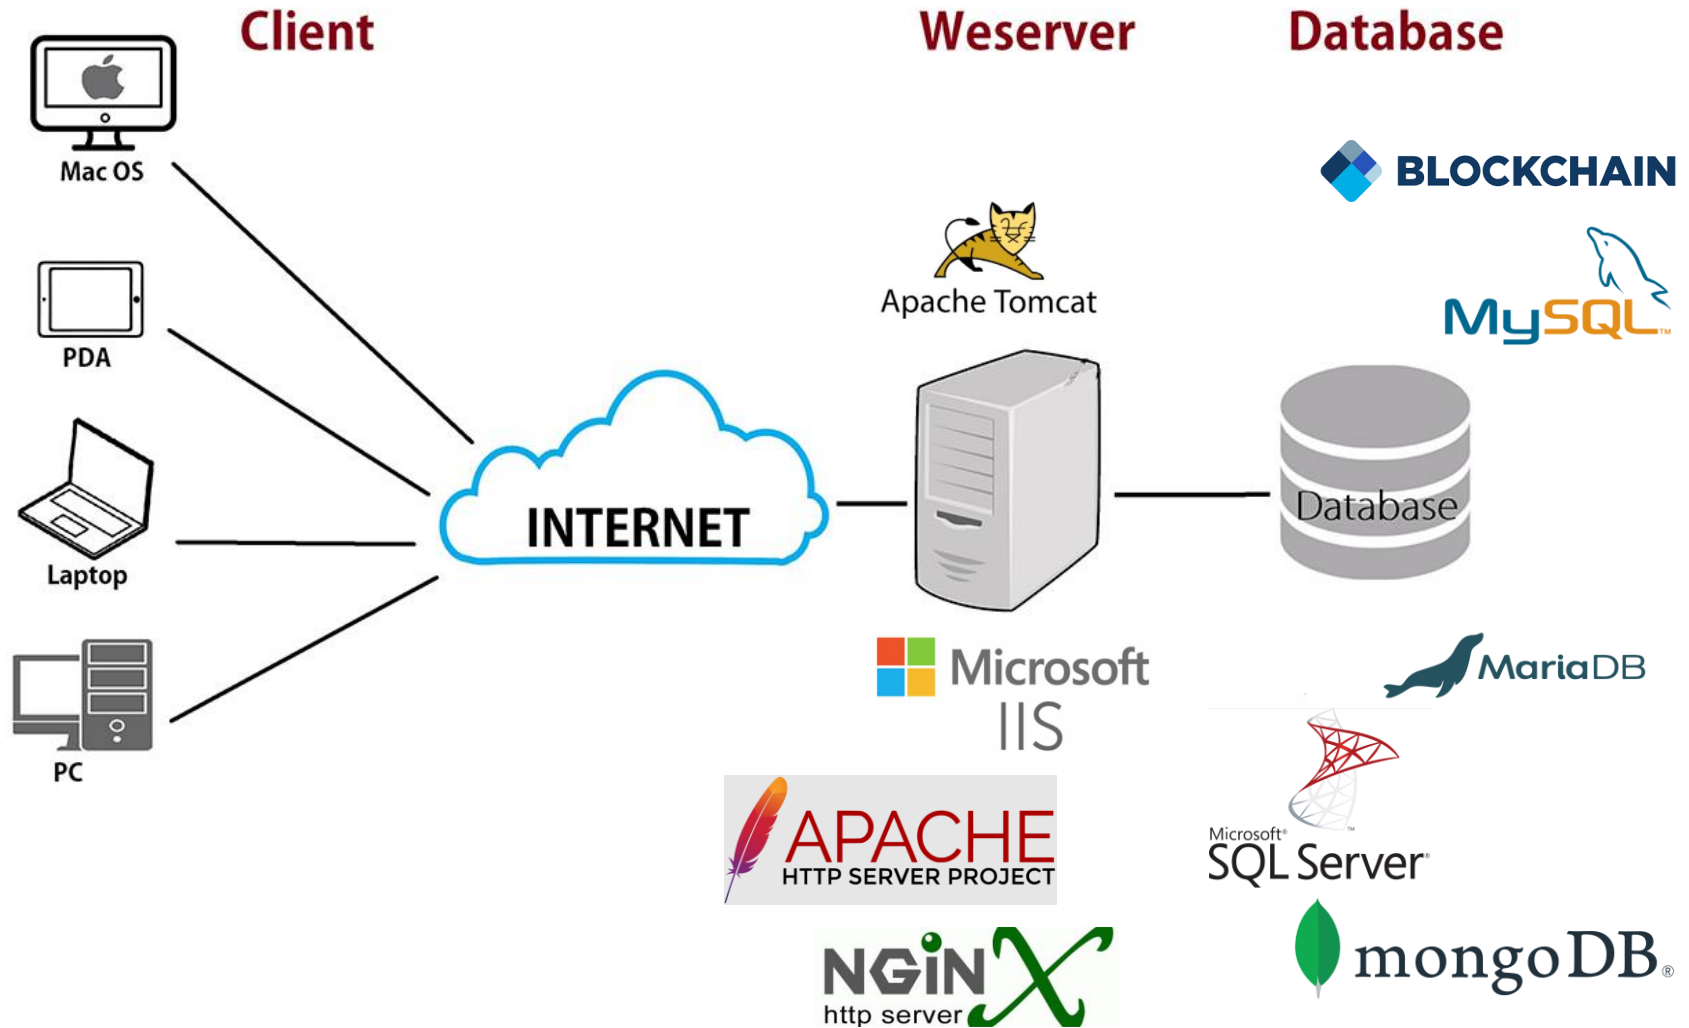 Client
Weserver
Database
Mac OS
PDA
Laptop
PC
INTERNET
Apache Tomcat
Microsoft
IIS
APACHE
HTTP SERVER PROJECT
NGiNX
http server
BLOCKCHAIN
MySQL™
Database
MariaDB
Microsoft®
SQL Server®
mongoDB®